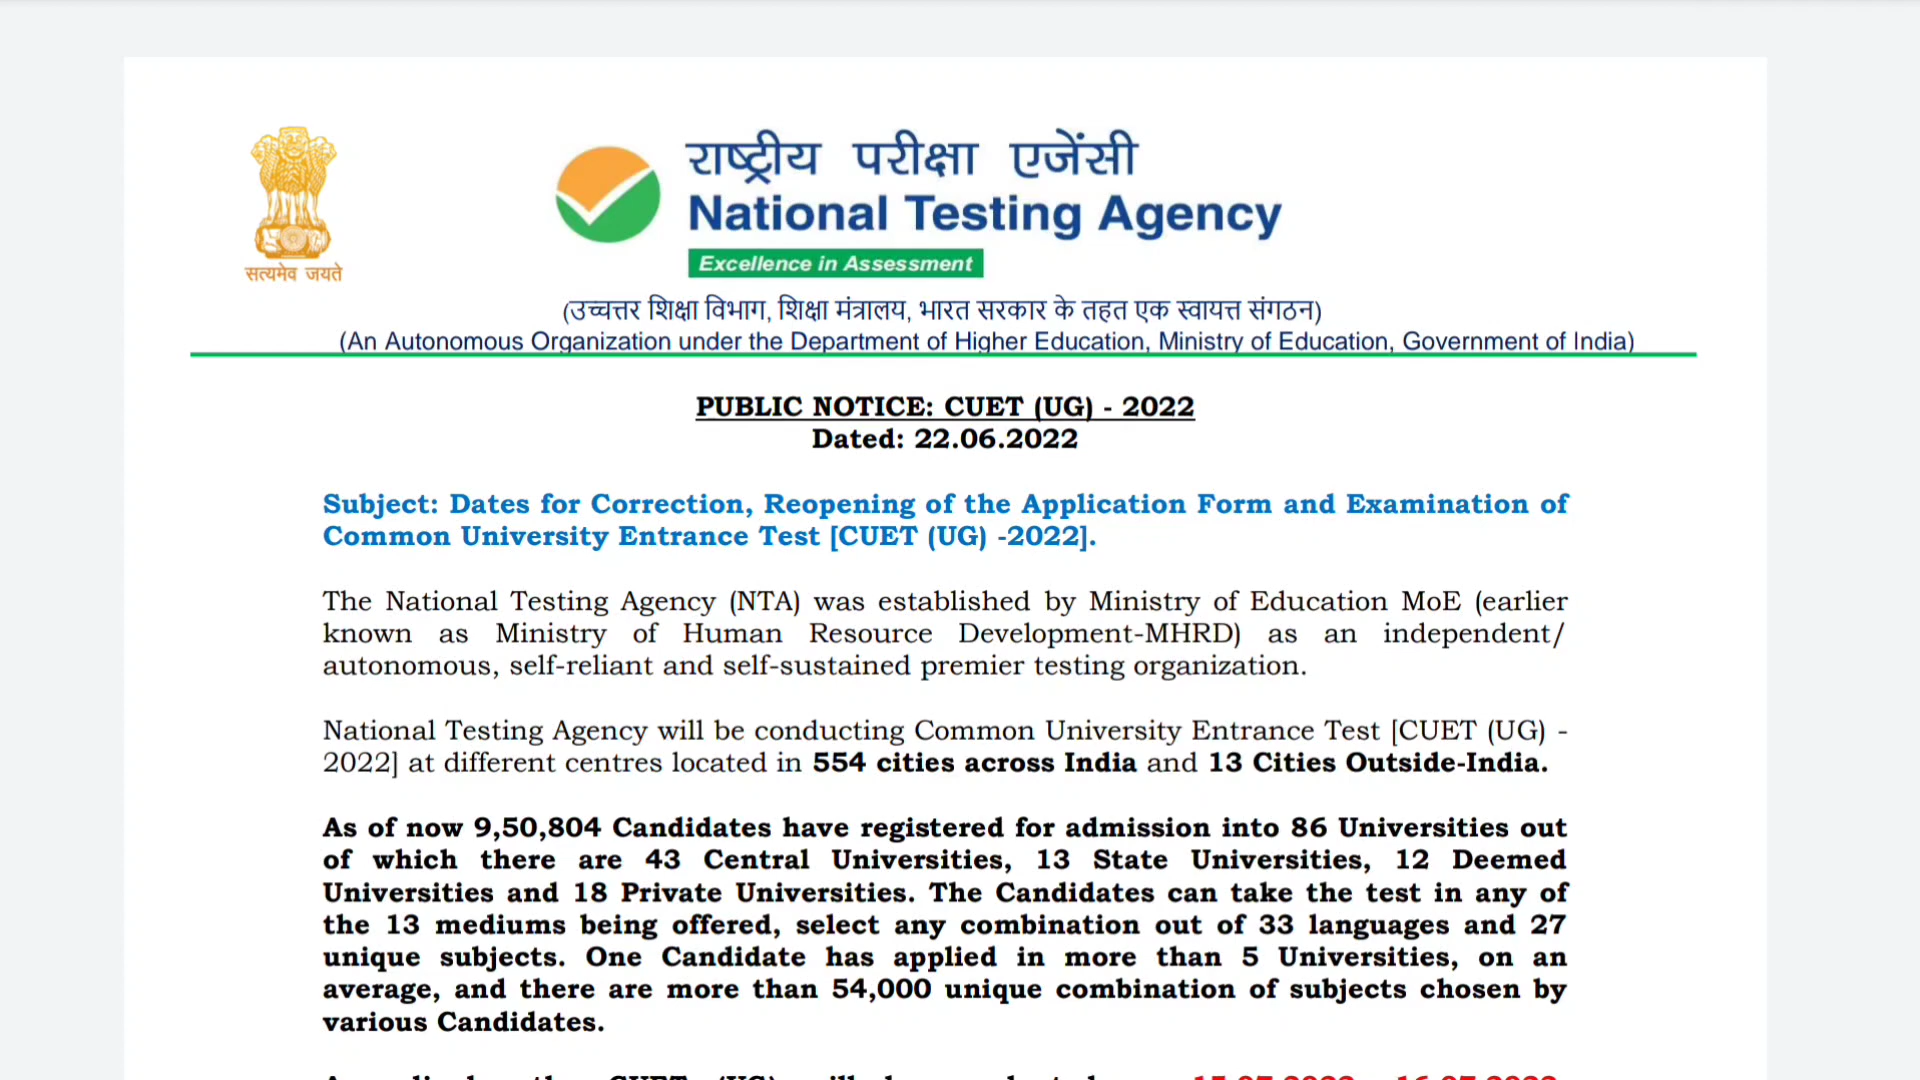 सत्यमेव जयते
राष्ट्रीय परीक्षा एजेंसी
National Testing Agency
Excellence in Assessment
(उच्चत्तर शिक्षा विभाग, शिक्षा मंत्रालय, भारत सरकार के तहत एक स्वायत्त संगठन)
(An Autonomous Organization under the Department of Higher Education, Ministry of Education, Government of India)
PUBLIC NOTICE: CUET (UG) - 2022
Dated: 22.06.2022
Subject: Dates for Correction, Reopening of the Application Form and Examination of
Common University Entrance Test [CUET (UG) -2022].
The National Testing Agency (NTA) was established by Ministry of Education MoE (earlier
known as Ministry of Human Resource Development-MHRD) as an independent/
autonomous, self-reliant and self-sustained premier testing organization.
National Testing Agency will be conducting Common University Entrance Test [CUET (UG) -
2022] at different centres located in 554 cities across India and 13 Cities Outside-India.
As of now 9,50,804 Candidates have registered for admission into 86 Universities out
of which there are 43 Central Universities, 13 State Universities, 12 Deemed
Universities and 18 Private Universities. The Candidates can take the test in any of
the 13 mediums being offered, select any combination out of 33 languages and 27
unique subjects. One Candidate has applied in more than 5 Universities, on an
average, and there are more than 54,000 unique combination of subjects chosen by
various Candidates.